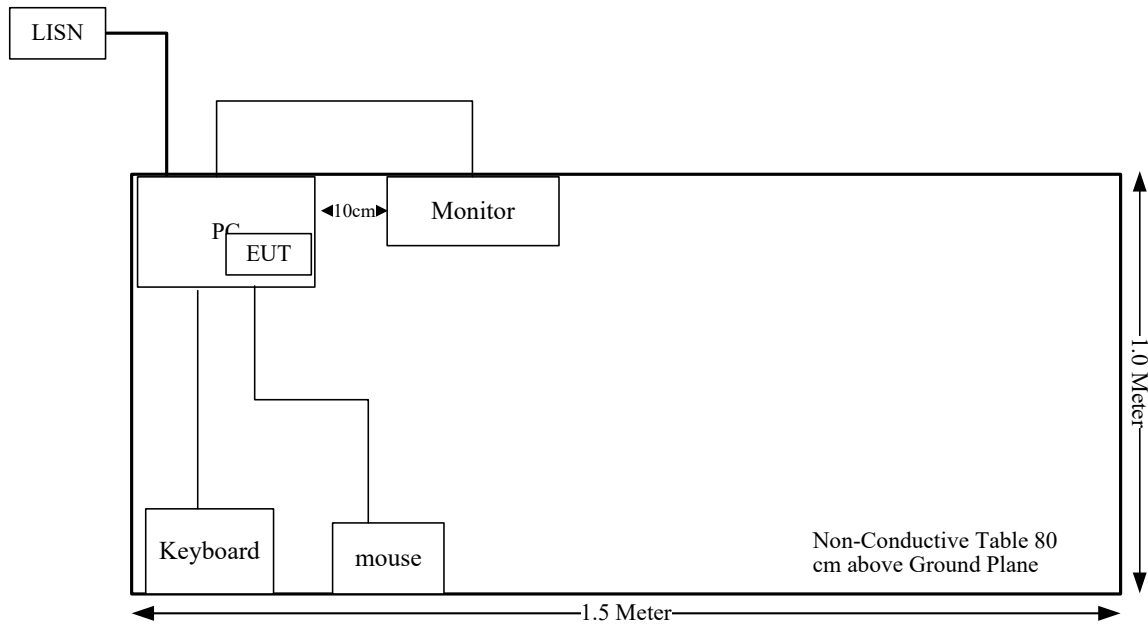 LISN
PC
10cm
Monitor
EUT
1.0 Meter
Keyboard
mouse
Non-Conductive Table 80
cm above Ground Plane
1.5 Meter